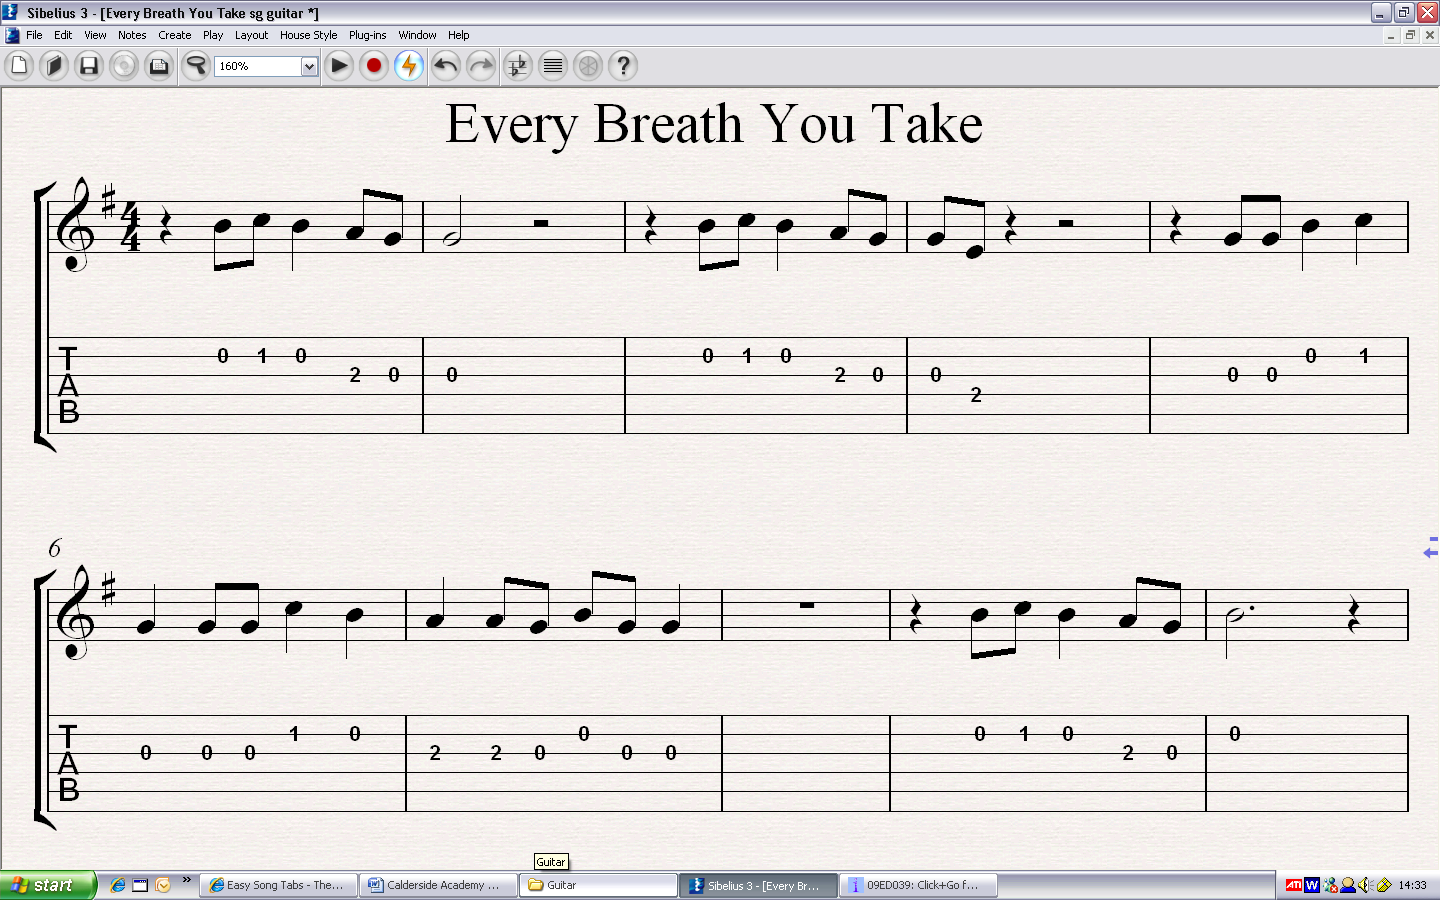 Sibelius 3 - [Every Breath You Take sg guitar *]
File Edit View Notes Create Play Layout House Style Plug-ins Window Help
160%
?
Every Breath You Take
4
4
0 1 0 2 0 0 0 1 0 2 0 0 2 0 0 0 1
T
A
B
6
0 0 0 1 0 2 2 0 0 0 0 0 1 0 2 0 0
T
A
B
Guitar
start
»
Easy Song Tabs - The...
Calderside Academy ...
Guitar
Sibelius 3 - [Every Br...
09ED039: Click+Go f...
ATI
W
14:33